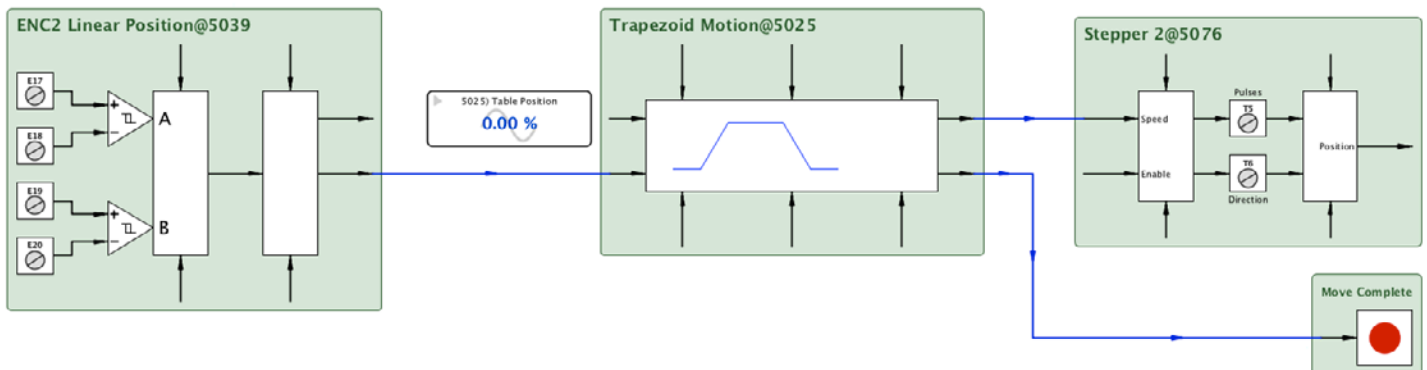 ENC2 Linear Position@5039
E17
+
−
A
E18
E19
+
−
B
E20
5025) Table Position
0.00 %
Trapezoid Motion@5025
Stepper 2@5076
Pulses
Speed
T5
Position
Enable
T6
Direction
Move Complete